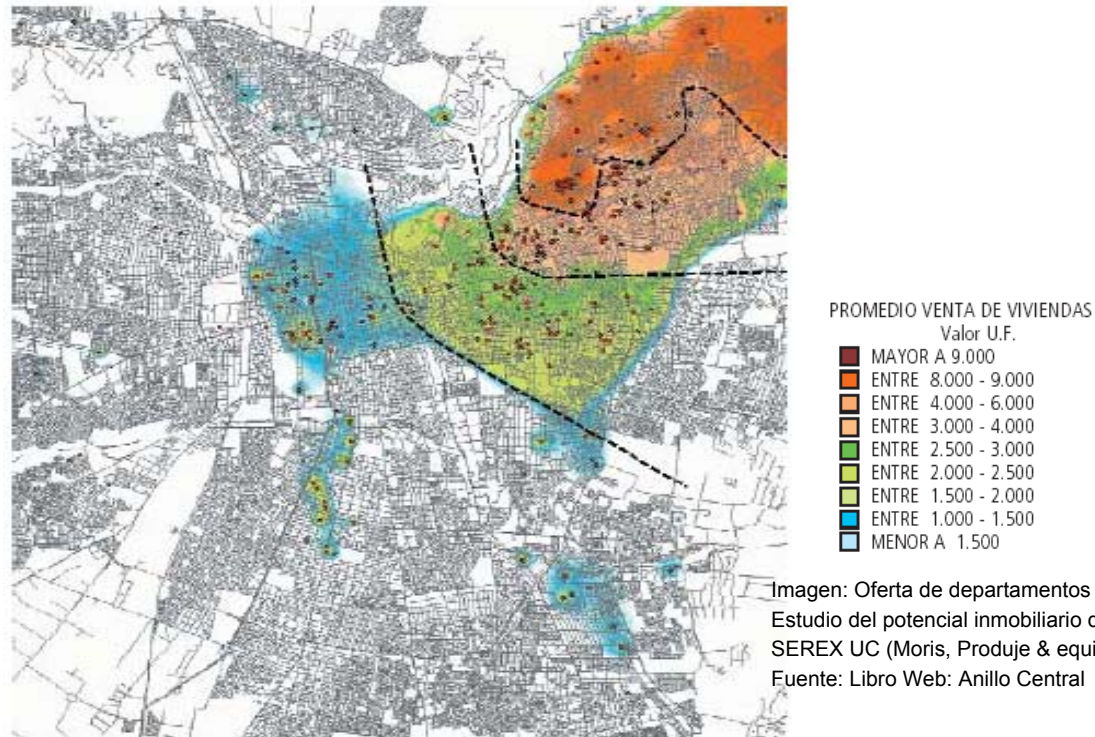 PROMEDIO VENTA DE VIVIENDAS
Valor U.F.
MAYOR A 9.000
ENTRE 8.000 - 9.000
ENTRE 4.000 - 6.000
ENTRE 3.000 - 4.000
ENTRE 2.500 - 3.000
ENTRE 2.000 - 2.500
ENTRE 1.500 - 2.000
ENTRE 1.000 - 1.500
MENOR A 1.500
Imagen: Oferta de departamentos
Estudio del potencial inmobiliario
SEREX UC (Moris, Produje & equi
Fuente: Libro Web: Anillo Central